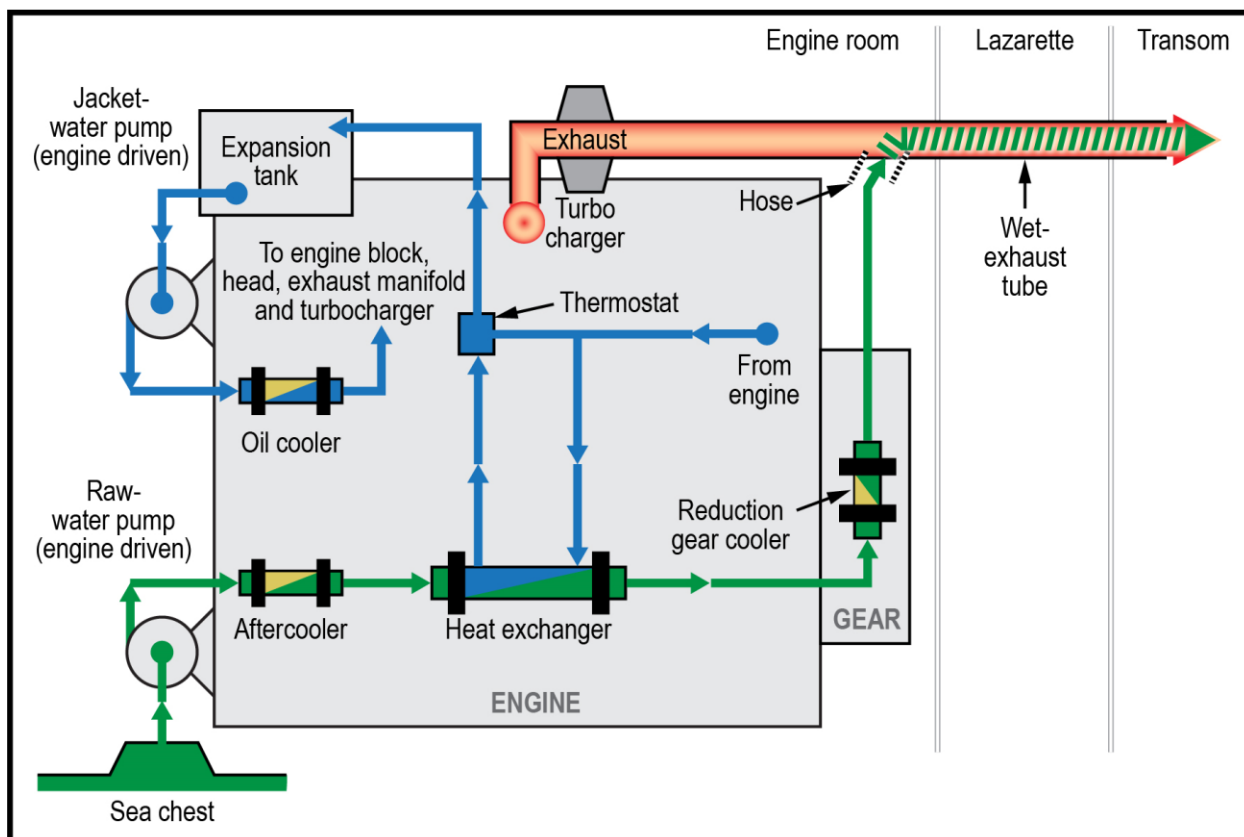 Engine room
Lazarette
Transom
Jacket-
water pump
(engine driven)
Expansion
tank
Exhaust
Turbo
charger
Hose
Wet-
exhaust
tube
To engine block,
head, exhaust manifold
and turbocharger
Thermostat
From
engine
Oil cooler
Raw-
water pump
(engine driven)
Reduction
gear cooler
Aftercooler
Heat exchanger
GEAR
ENGINE
Sea chest